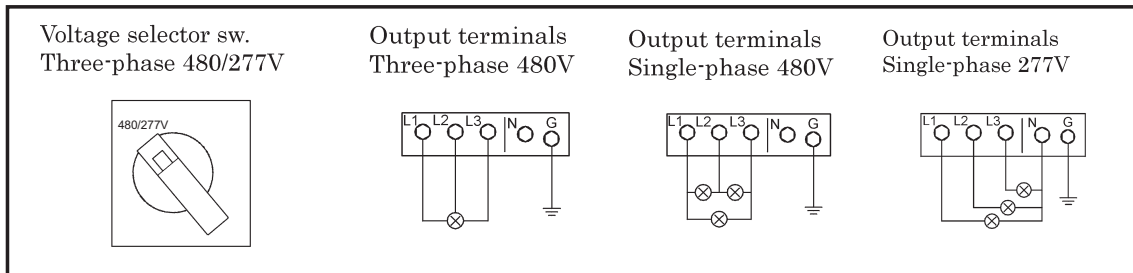 Voltage selector sw.
Three-phase 480/277V
480/277V
Output terminals
Three-phase 480V
L1 L2 L3 N G
Output terminals
Single-phase 480V
L1 L2 L3 N G
Output terminals
Single-phase 277V
L1 L2 L3 N G